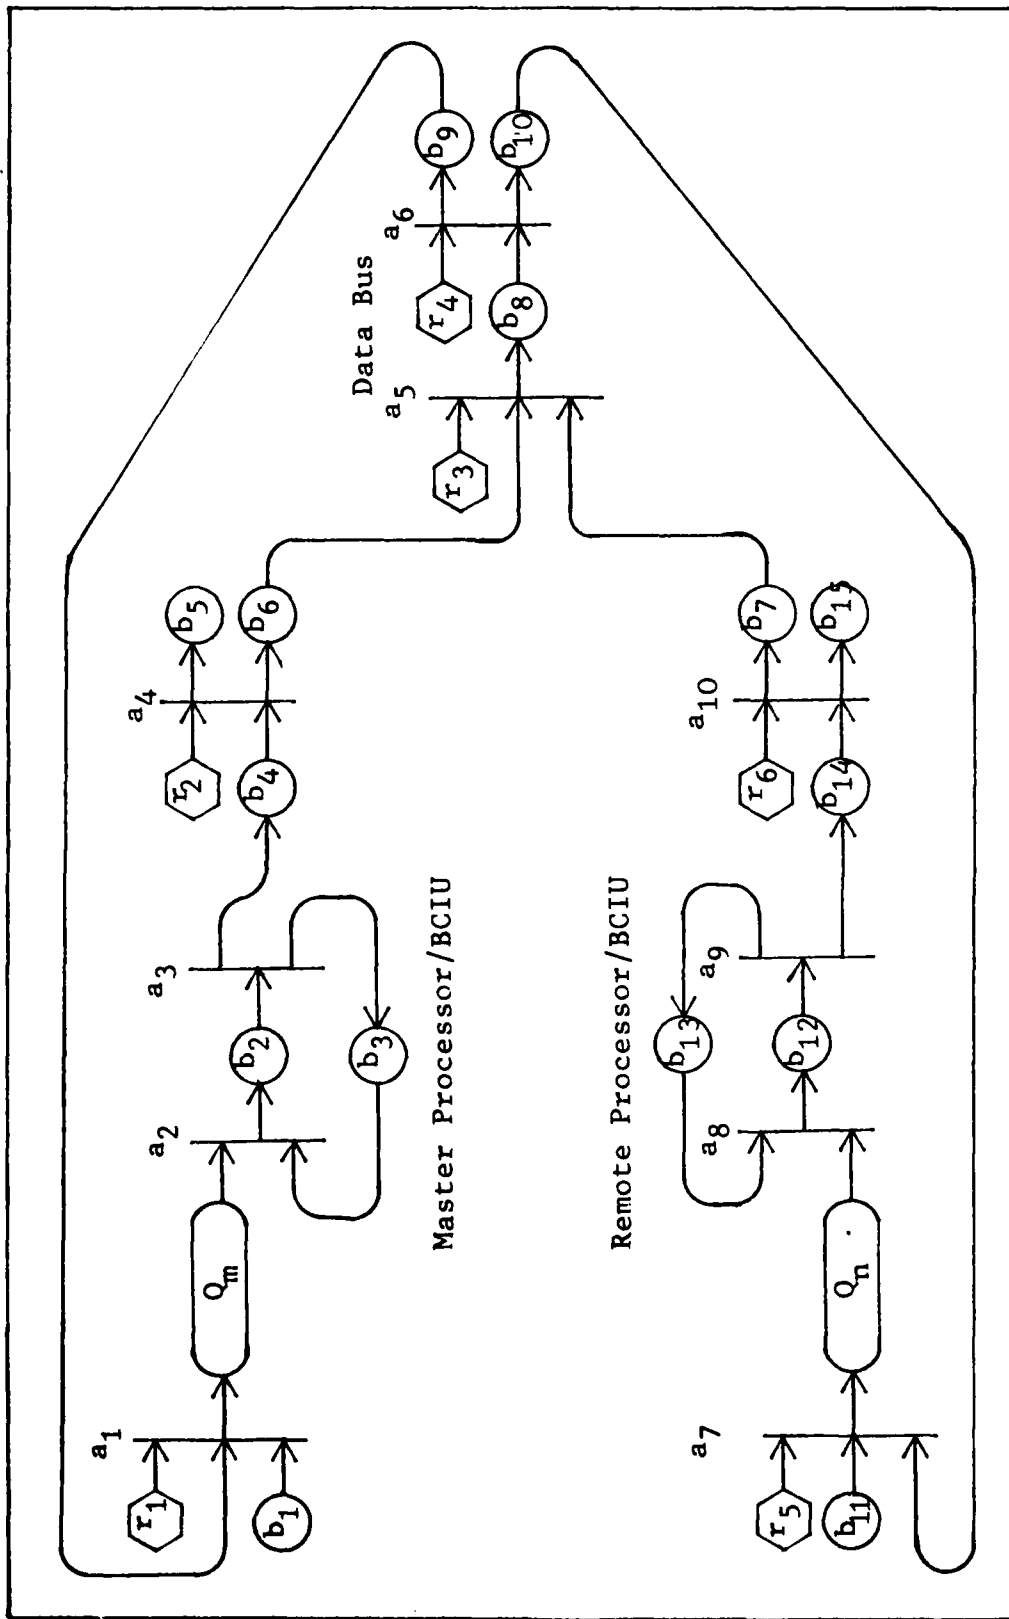 a1
r1
b1
Qm
a2
b2
b3
a3
a4
r2
b4
b5
b6
Master Processor/BCIU
Data Bus
a5
r3
b8
a6
r4
b9
b10
Remote Processor/BCIU
a7
r5
b11
Qn
a8
b13
b12
a9
a10
r6
b14
b7
b15